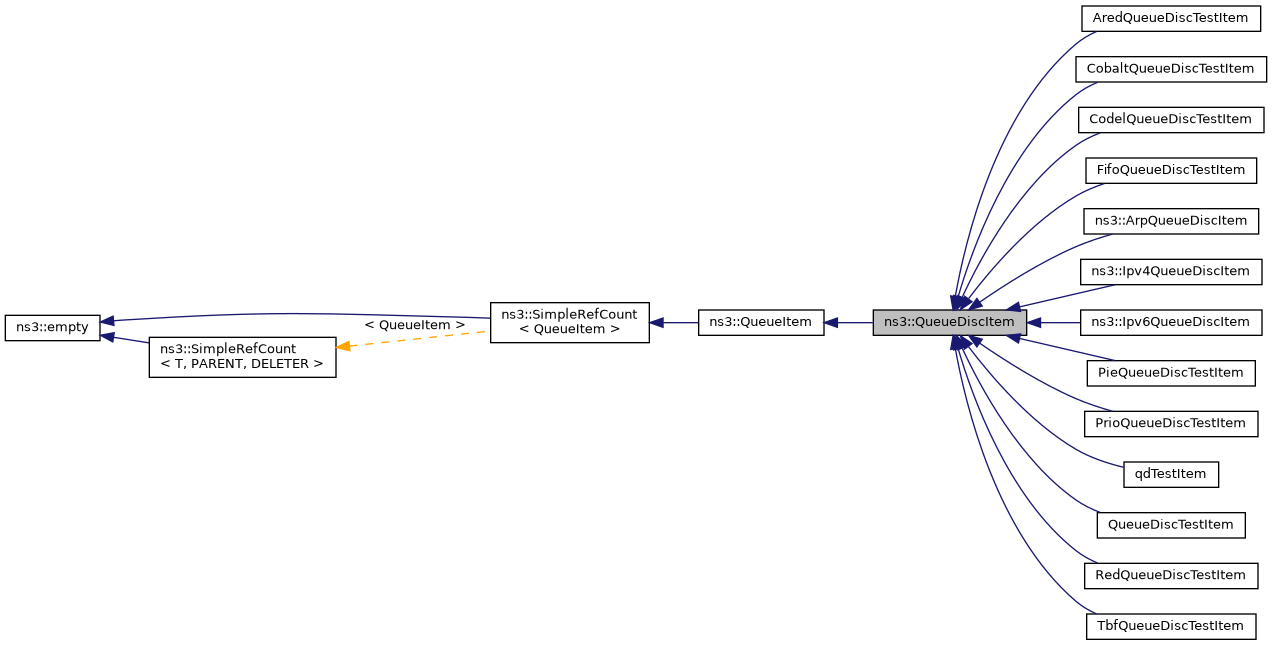 AredQueueDiscTestItem
CobaltQueueDiscTestItem
CodelQueueDiscTestItem
FifoQueueDiscTestItem
ns3::ArpQueueDiscItem
ns3::Ipv4QueueDiscItem
ns3::empty
ns3::SimpleRefCount
< T, PARENT, DELETER >
< QueueItem >
ns3::SimpleRefCount
< QueueItem >
ns3::QueueItem
ns3::QueueDiscItem
ns3::Ipv6QueueDiscItem
PieQueueDiscTestItem
PrioQueueDiscTestItem
qdTestItem
QueueDiscTestItem
RedQueueDiscTestItem
TbfQueueDiscTestItem